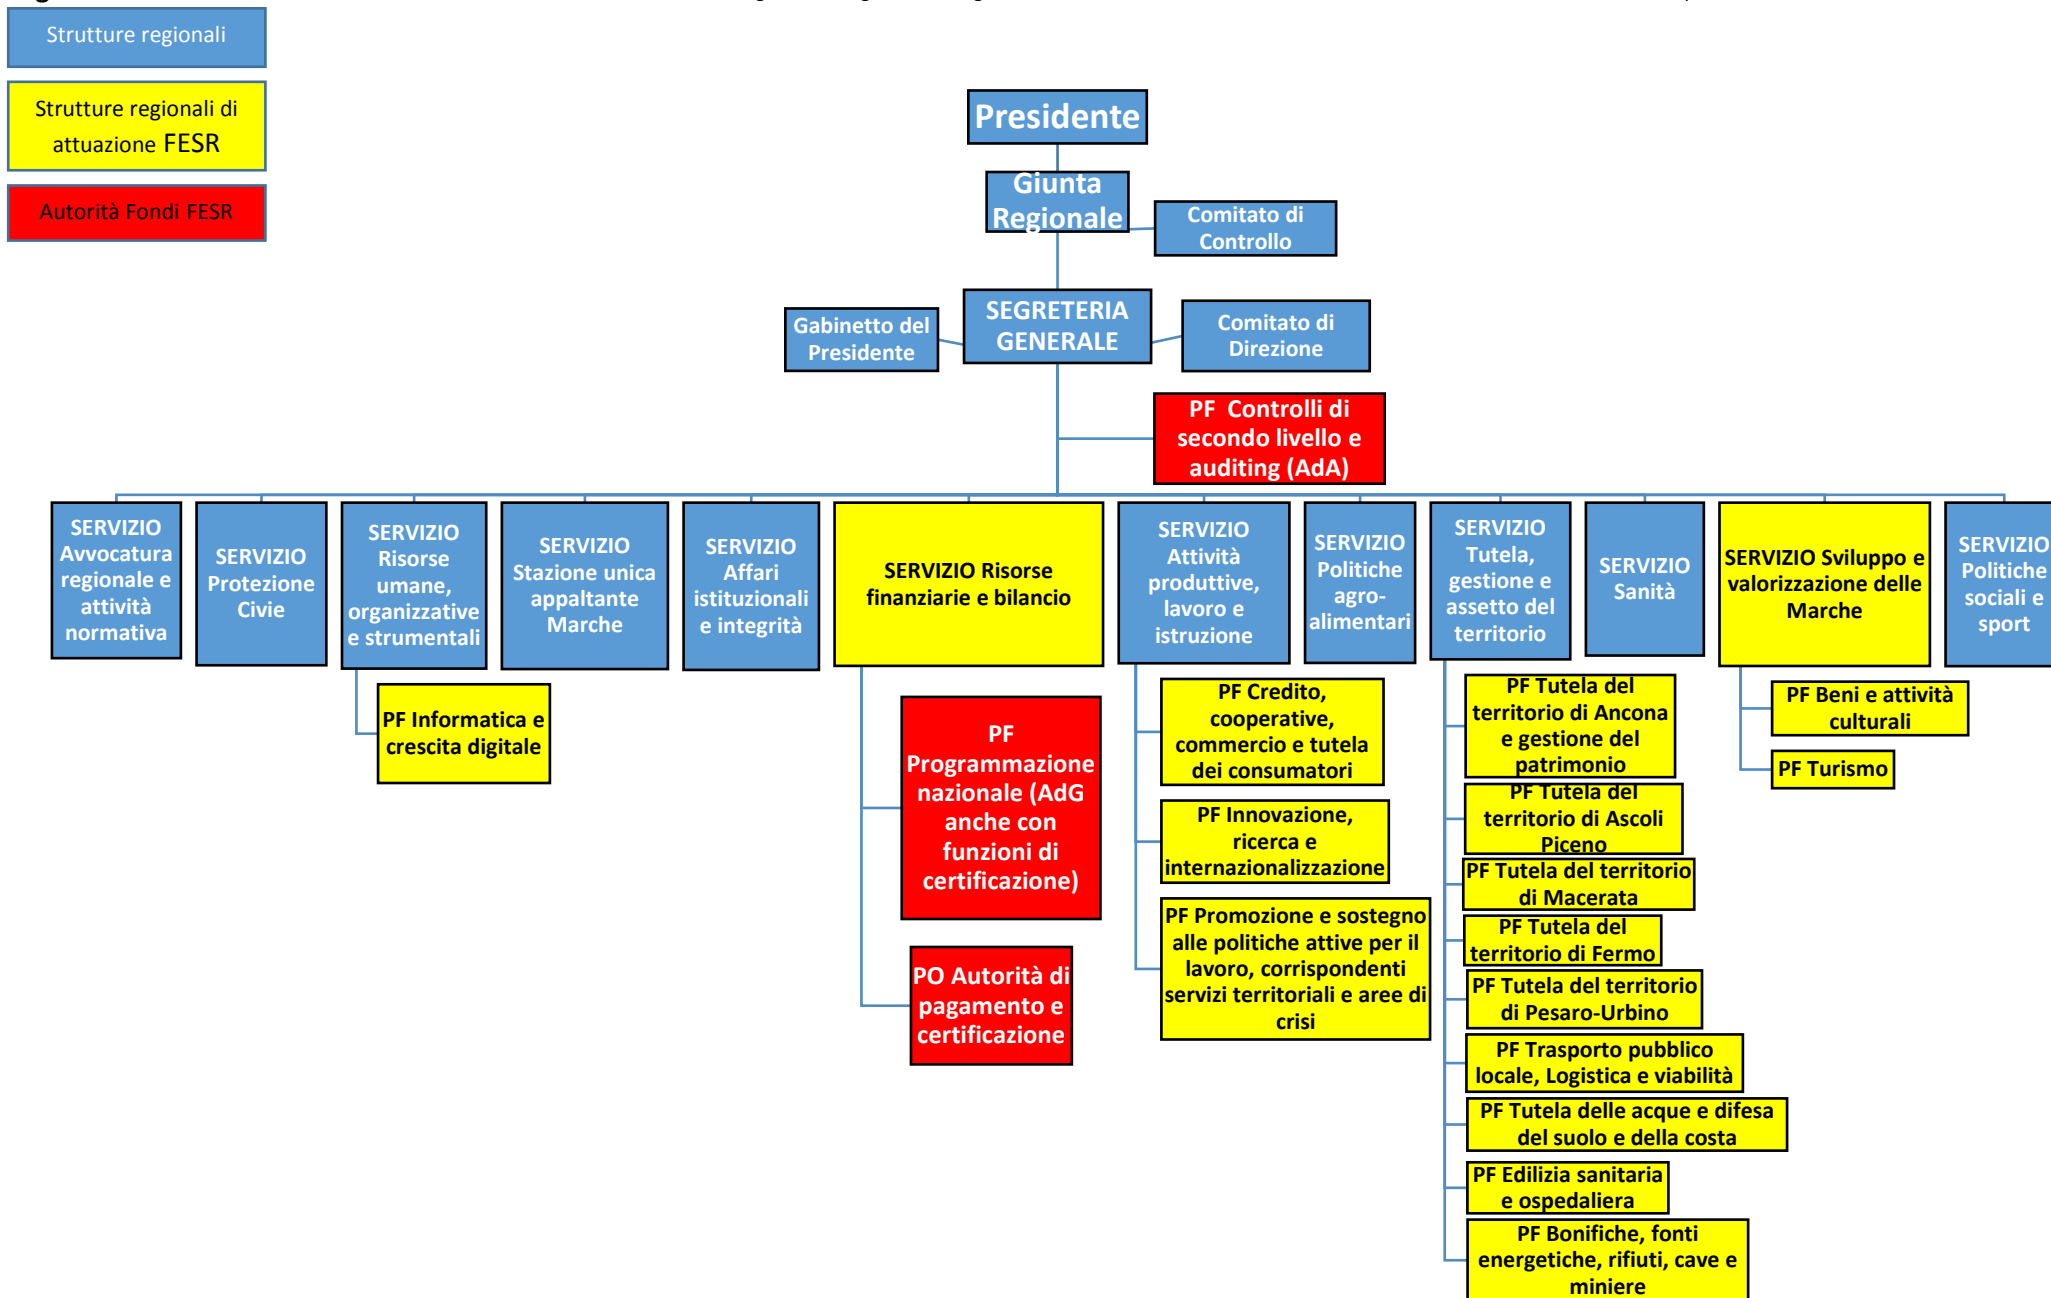 Strutture regionali
Strutture regionali di
attuazione FESR
Autorità Fondi FESR
Presidente
Giunta
Regionale
Comitato di
Controllo
SEGRETERIA
GENERALE
Gabinetto del
Presidente
Comitato di
Direzione
PF Controlli di
secondo livello e
auditing (AdA)
SERVIZIO
Avvocatura
regionale e
attività
normativa
SERVIZIO
Protezione
Civie
SERVIZIO
Risorse
umane,
organizzative
e strumentali
SERVIZIO
Stazione unica
appaltante
Marche
SERVIZIO
Affari
istituzionali
e integrità
SERVIZIO Risorse
finanziarie e bilancio
SERVIZIO
Attività
produttive,
lavoro e
istruzione
SERVIZIO
Politiche
agro-
alimentari
SERVIZIO
Tutela,
gestione e
assetto del
territorio
SERVIZIO
Sanità
SERVIZIO Sviluppo e
valorizzazione delle
Marche
SERVIZIO
Politiche
sociali e
sport
PF Informatica e
crescita digitale
PF
Programmazione
nazionale (AdG
anche con
funzioni di
certificazione)
PO Autorità di
pagamento e
certificazione
PF Credito,
cooperative,
commercio e tutela
dei consumatori
PF Innovazione,
ricerca e
internazionalizzazione
PF Promozione e sostegno
alle politiche attive per il
lavoro, corrispondenti
servizi territoriali e aree di
crisi
PF Tutela del
territorio di Ancona
e gestione del
patrimonio
PF Tutela del
territorio di Ascoli
Piceno
PF Tutela del territorio
di Macerata
PF Tutela del
territorio di Fermo
PF Tutela del territorio
di Pesaro-Urbino
PF Trasporto pubblico
locale, Logistica e viabilità
PF Tutela delle acque e difesa
del suolo e della costa
PF Edilizia sanitaria
e ospedaliera
PF Bonifiche, fonti
energetiche, rifiuti, cave e
miniere
PF Beni e attività
culturali
PF Turismo